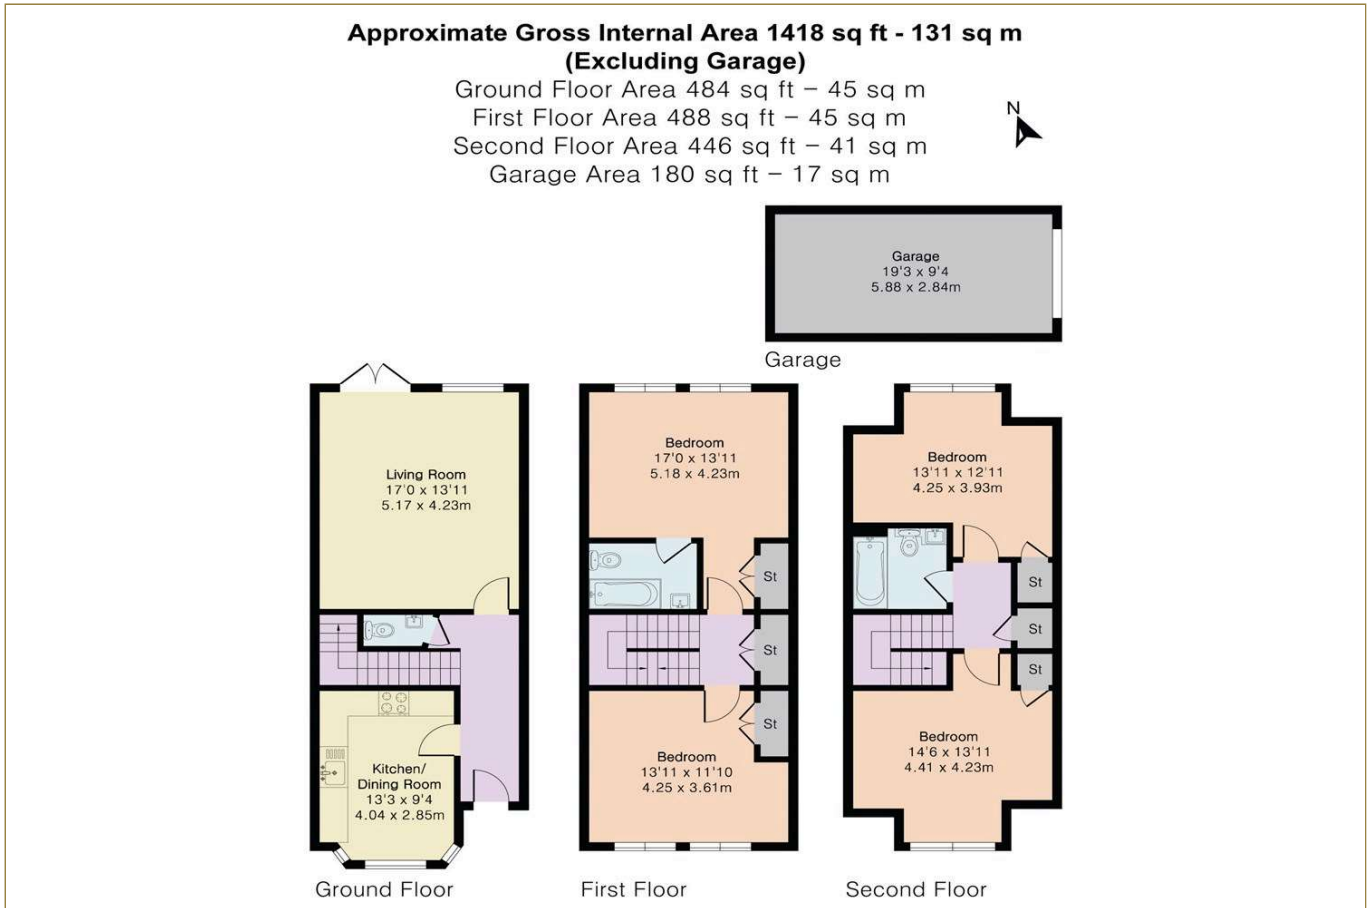 Approximate Gross Internal Area 1418 sq ft - 131 sq m
(Excluding Garage)
Ground Floor Area 484 sq ft – 45 sq m
First Floor Area 488 sq ft – 45 sq m
Second Floor Area 446 sq ft – 41 sq m
Garage Area 180 sq ft – 17 sq m
N
Garage
19'3 x 9'4
5.88 x 2.84m
Garage
Living Room
17'0 x 13'11
5.17 x 4.23m
Kitchen/
Dining Room
13'3 x 9'4
4.04 x 2.85m
Ground Floor
Bedroom
17'0 x 13'11
5.18 x 4.23m
St
St
St
Bedroom
13'11 x 11'10
4.25 x 3.61m
First Floor
Bedroom
13'11 x 12'11
4.25 x 3.93m
St
St
St
Bedroom
14'6 x 13'11
4.41 x 4.23m
Second Floor